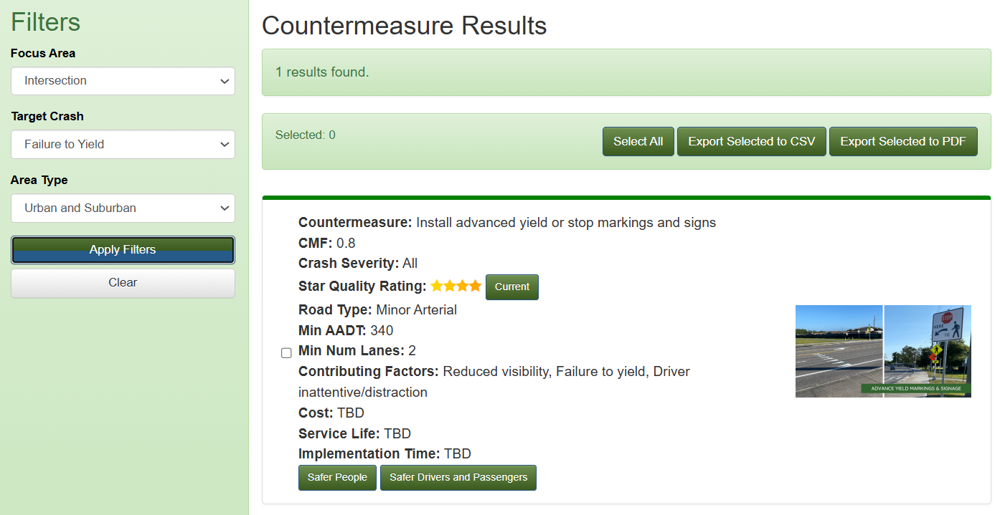 Filters
Focus Area
Intersection
Target Crash
Failure to Yield
Area Type
Urban and Suburban
Apply Filters
Clear
Countermeasure Results
1 results found.
Selected: 0
Select All
Export Selected to CSV
Export Selected to PDF
Countermeasure: Install advanced yield or stop markings and signs
CMF: 0.8
Crash Severity: All
Star Quality Rating: Current
Road Type: Minor Arterial
Min AADT: 340
Min Num Lanes: 2
Contributing Factors: Reduced visibility, Failure to yield, Driver
inattentive/distraction
Cost: TBD
Service Life: TBD
Implementation Time: TBD
Safer People
Safer Drivers and Passengers
STOP
HERE
TO
ADVANCE YIELD MARKINGS & SIGNAGE